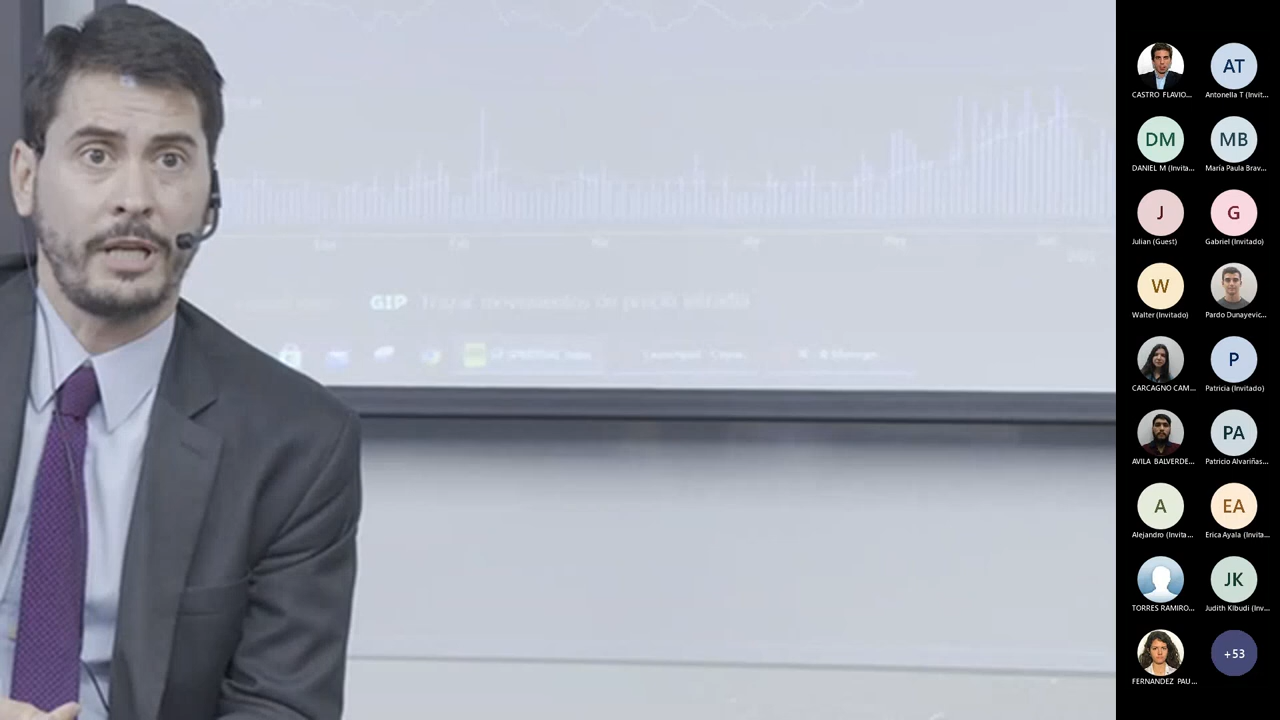 GIP
CASTRO FLAVIO...
AT
Antonella T (Invit...
DM
DANIEL M (Invita...
MB
María Paula Brav...
J
Julian (Guest)
G
Gabriel (Invitado)
W
Walter (Invitado)
Pardo Dunayevic...
CARCAGNO CAM...
P
Patricia (Invitado)
AVILA BALVERDE...
PA
Patricio Alvariñas...
A
Alejandro (Invita...
EA
Erica Ayala (Invita...
TORRES RAMIRO...
JK
Judith Klbudi (Inv...
FERNANDEZ PAU...
+53